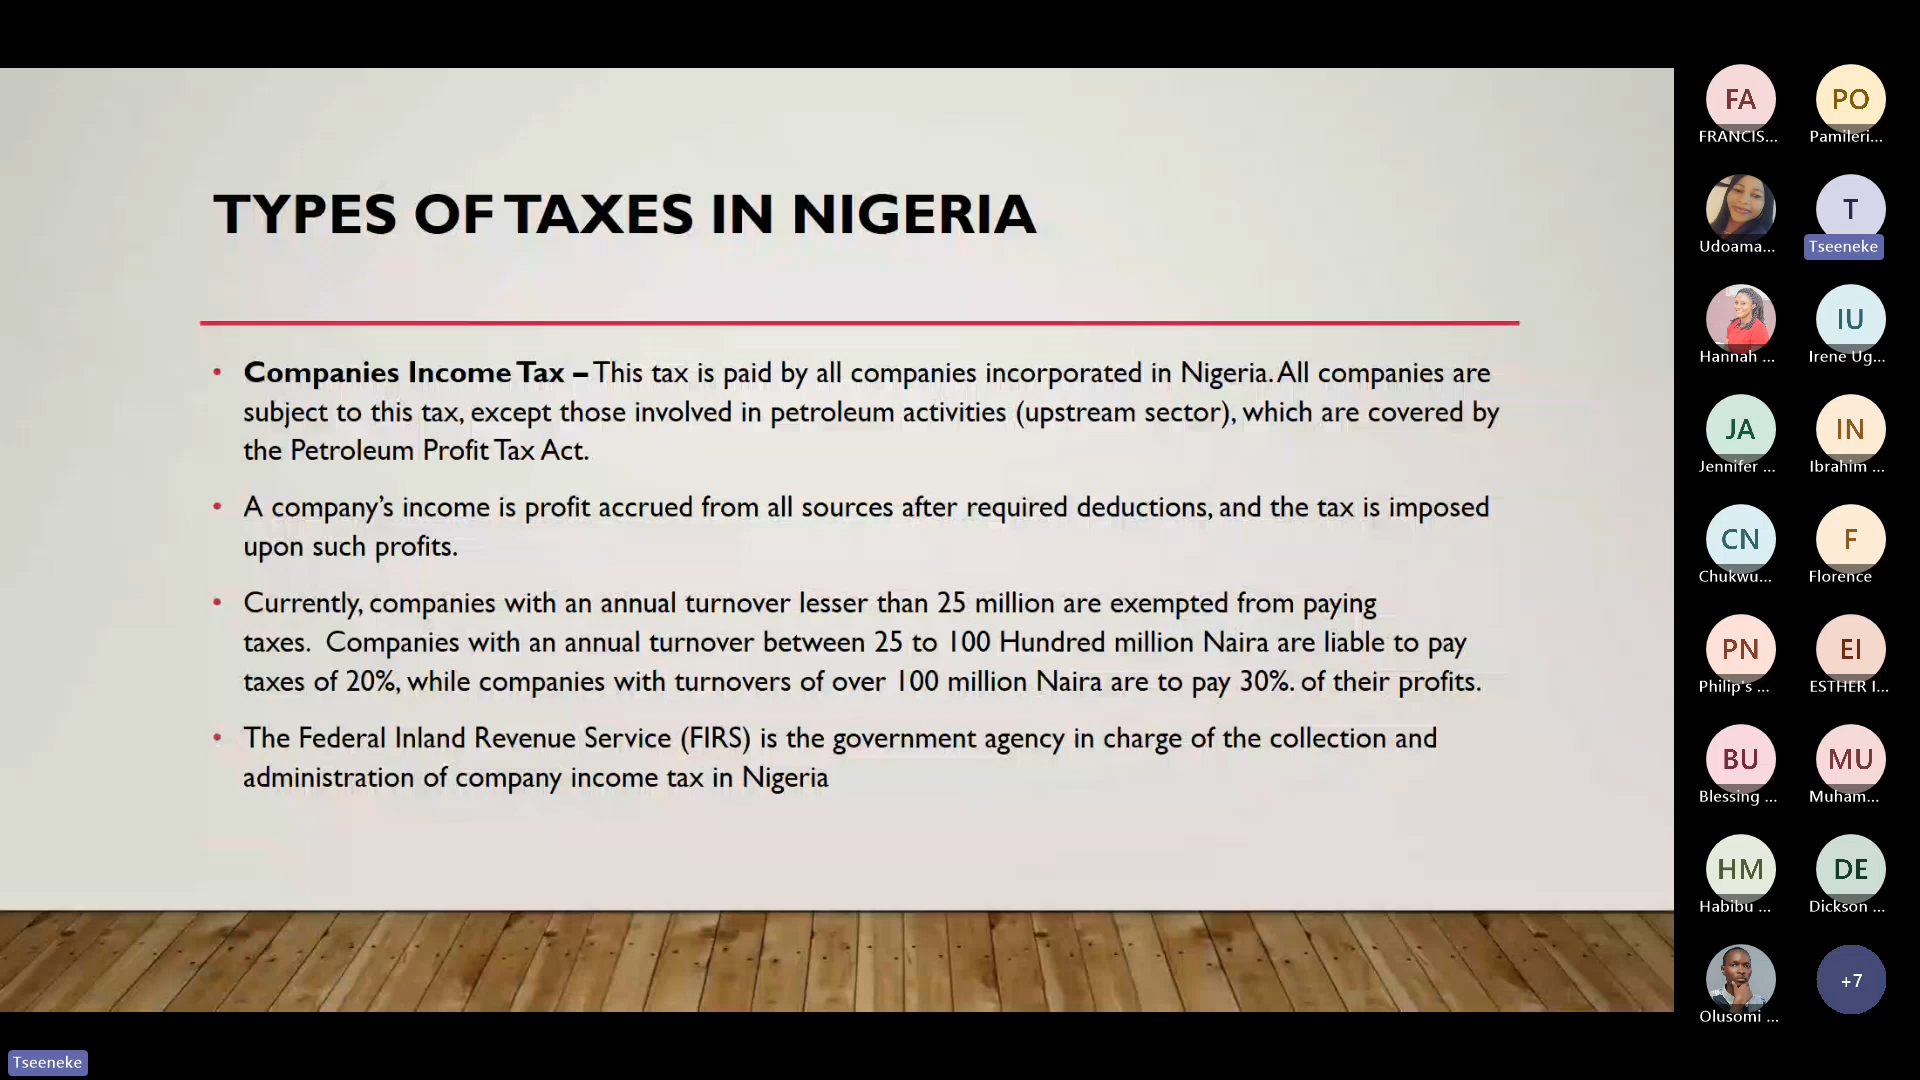 TYPES OF TAXES IN NIGERIA
• Companies Income Tax – This tax is paid by all companies incorporated in Nigeria. All companies are
subject to this tax, except those involved in petroleum activities (upstream sector), which are covered by
the Petroleum Profit Tax Act.
• A company’s income is profit accrued from all sources after required deductions, and the tax is imposed
upon such profits.
• Currently, companies with an annual turnover lesser than 25 million are exempted from paying
taxes.  Companies with an annual turnover between 25 to 100 Hundred million Naira are liable to pay
taxes of 20%, while companies with turnovers of over 100 million Naira are to pay 30%. of their profits.
• The Federal Inland Revenue Service (FIRS) is the government agency in charge of the collection and
administration of company income tax in Nigeria
FA PO
FRANCIS... Pamileri...
T
Udoama... Tseeneke
IU
Hannah ... Irene Ug...
JA IN
Jennifer ... Ibrahim ...
CN F
Chukwu... Florence
PN EI
Philip's ... ESTHER I...
BU MU
Blessing ... Muham...
HM DE
Habibu ... Dickson ...
+7
Olusomi ...
Tseeneke